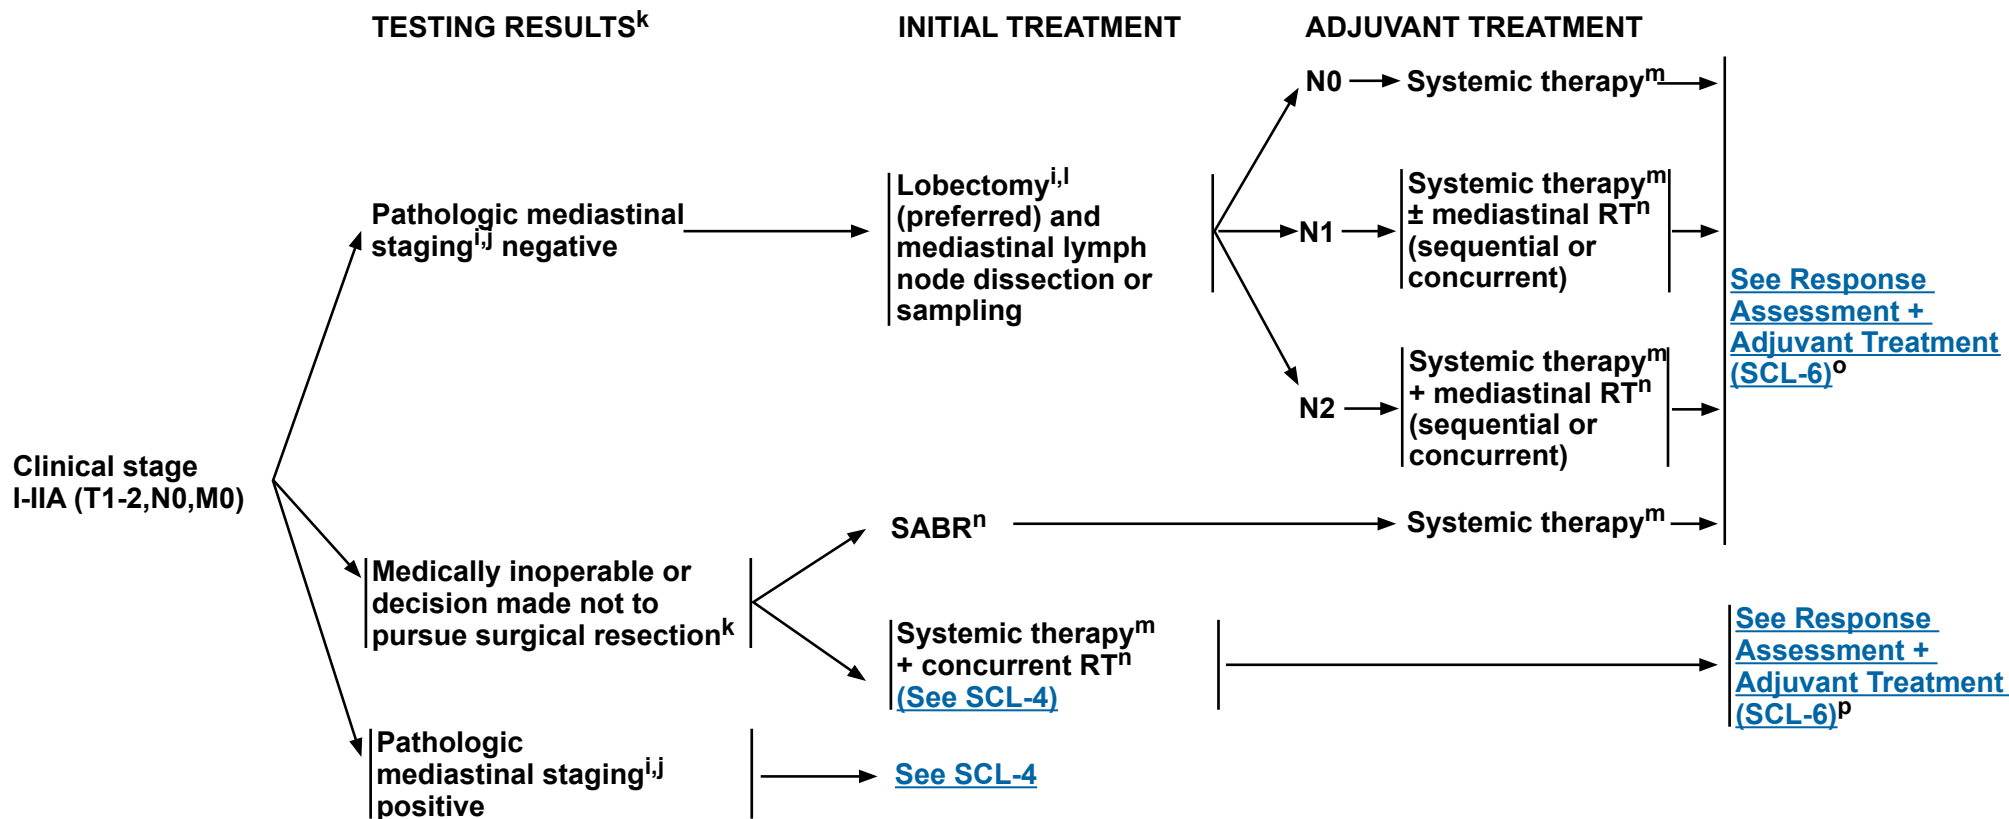 TESTING RESULTSk
INITIAL TREATMENT
ADJUVANT TREATMENT
Clinical stage
I-IIA (T1-2,N0,M0)
Pathologic mediastinal
stagingi,j negative
Lobectomyi,l
(preferred) and
mediastinal lymph
node dissection or
sampling
N0
Systemic therapym
N1
Systemic therapym
± mediastinal RTn
(sequential or
concurrent)
N2
Systemic therapym
+ mediastinal RTn
(sequential or
concurrent)
See Response
Assessment +
Adjuvant Treatment
(SCL-6)o
Medically inoperable or
decision made not to
pursue surgical resectionk
SABRn
Systemic therapym
Systemic therapym
+ concurrent RTn
(See SCL-4)
See Response
Assessment +
Adjuvant Treatment
(SCL-6)p
Pathologic
mediastinal stagingi,j
positive
See SCL-4